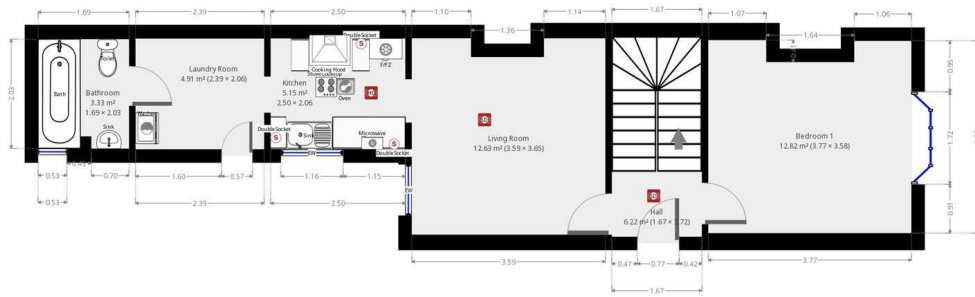 1.69
2.39
2.50
1.10
1.36
1.14
1.67
1.07
1.64
1.06
0.41
Double Socket
S
F/FZ
Toilet
Cooking Hood
Oven
Laundry Room
4.91 m² (2.39 × 2.06)
Kitchen
5.15 m²
2.50 × 2.06
Bath
Bathroom
3.33 m²
1.69 × 2.03
2.03
0.95
Sink
Double Socket
S
Sink
Microwave
S
Double Socket
EW
Living Room
12.63 m² (3.59 × 3.65)
Bedroom 1
12.82 m² (3.77 × 3.58)
1.72
0.53
0.70
1.60
0.57
1.16
1.15
EW
0.53
2.39
2.50
Hall
6.22 m² (1.67 × 3.72)
0.91
3.59
0.47
0.77
0.42
3.77
1.67